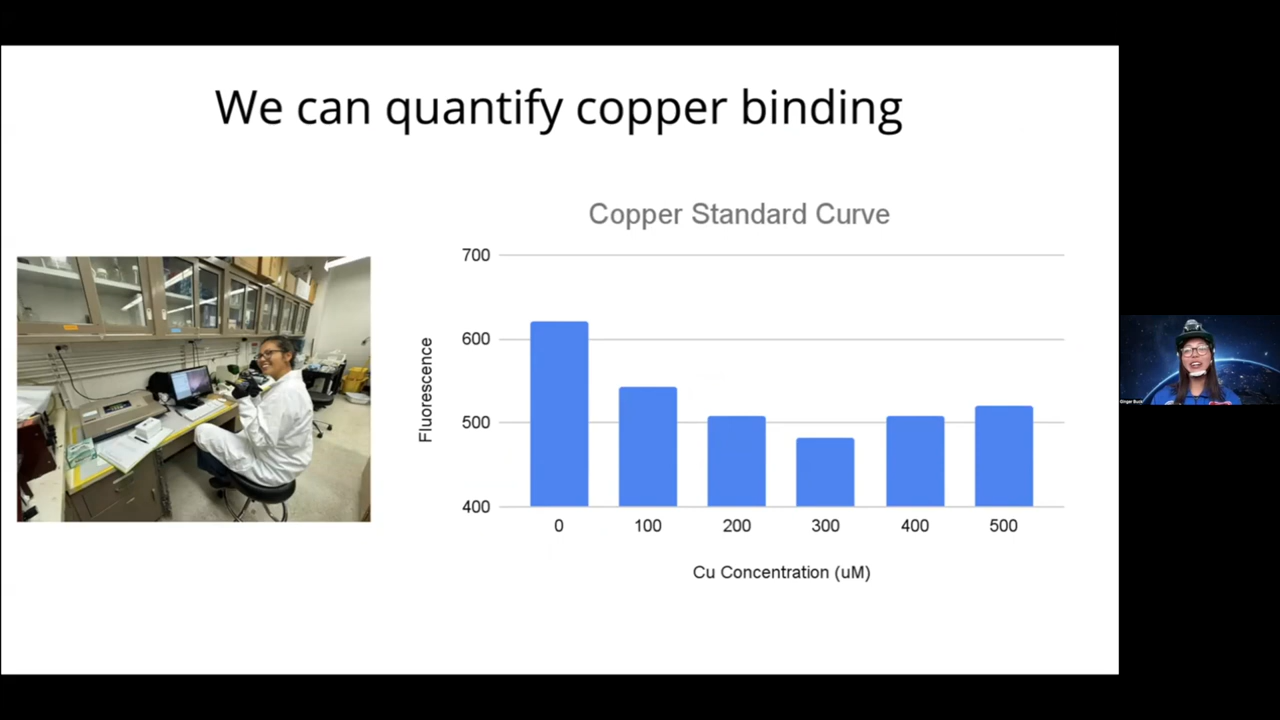 We can quantify copper binding
Copper Standard Curve
700
600
500
400
Fluorescence
0 100 200 300 400 500
Cu Concentration (uM)